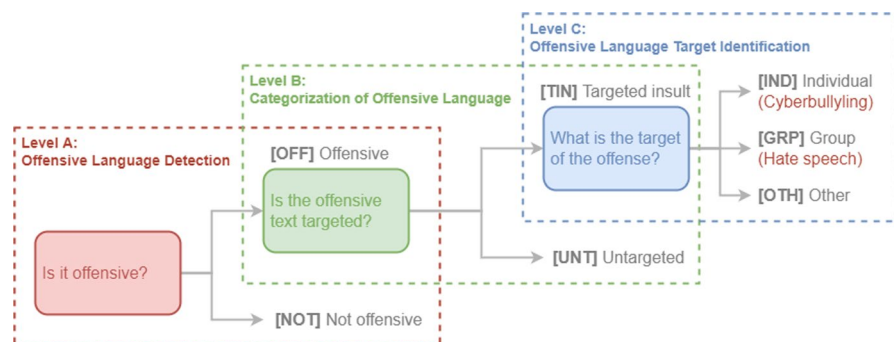 Level C:
Offensive Language Target Identification
Level B:
Categorization of Offensive Language
[TIN] Targeted insult
[IND] Individual
(Cyberbullyling)
What is the target
of the offense?
[GRP] Group
(Hate speech)
[OTH] Other
Level A:
Offensive Language Detection
[OFF] Offensive
Is the offensive
text targeted?
[UNT] Untargeted
Is it offensive?
[NOT] Not offensive